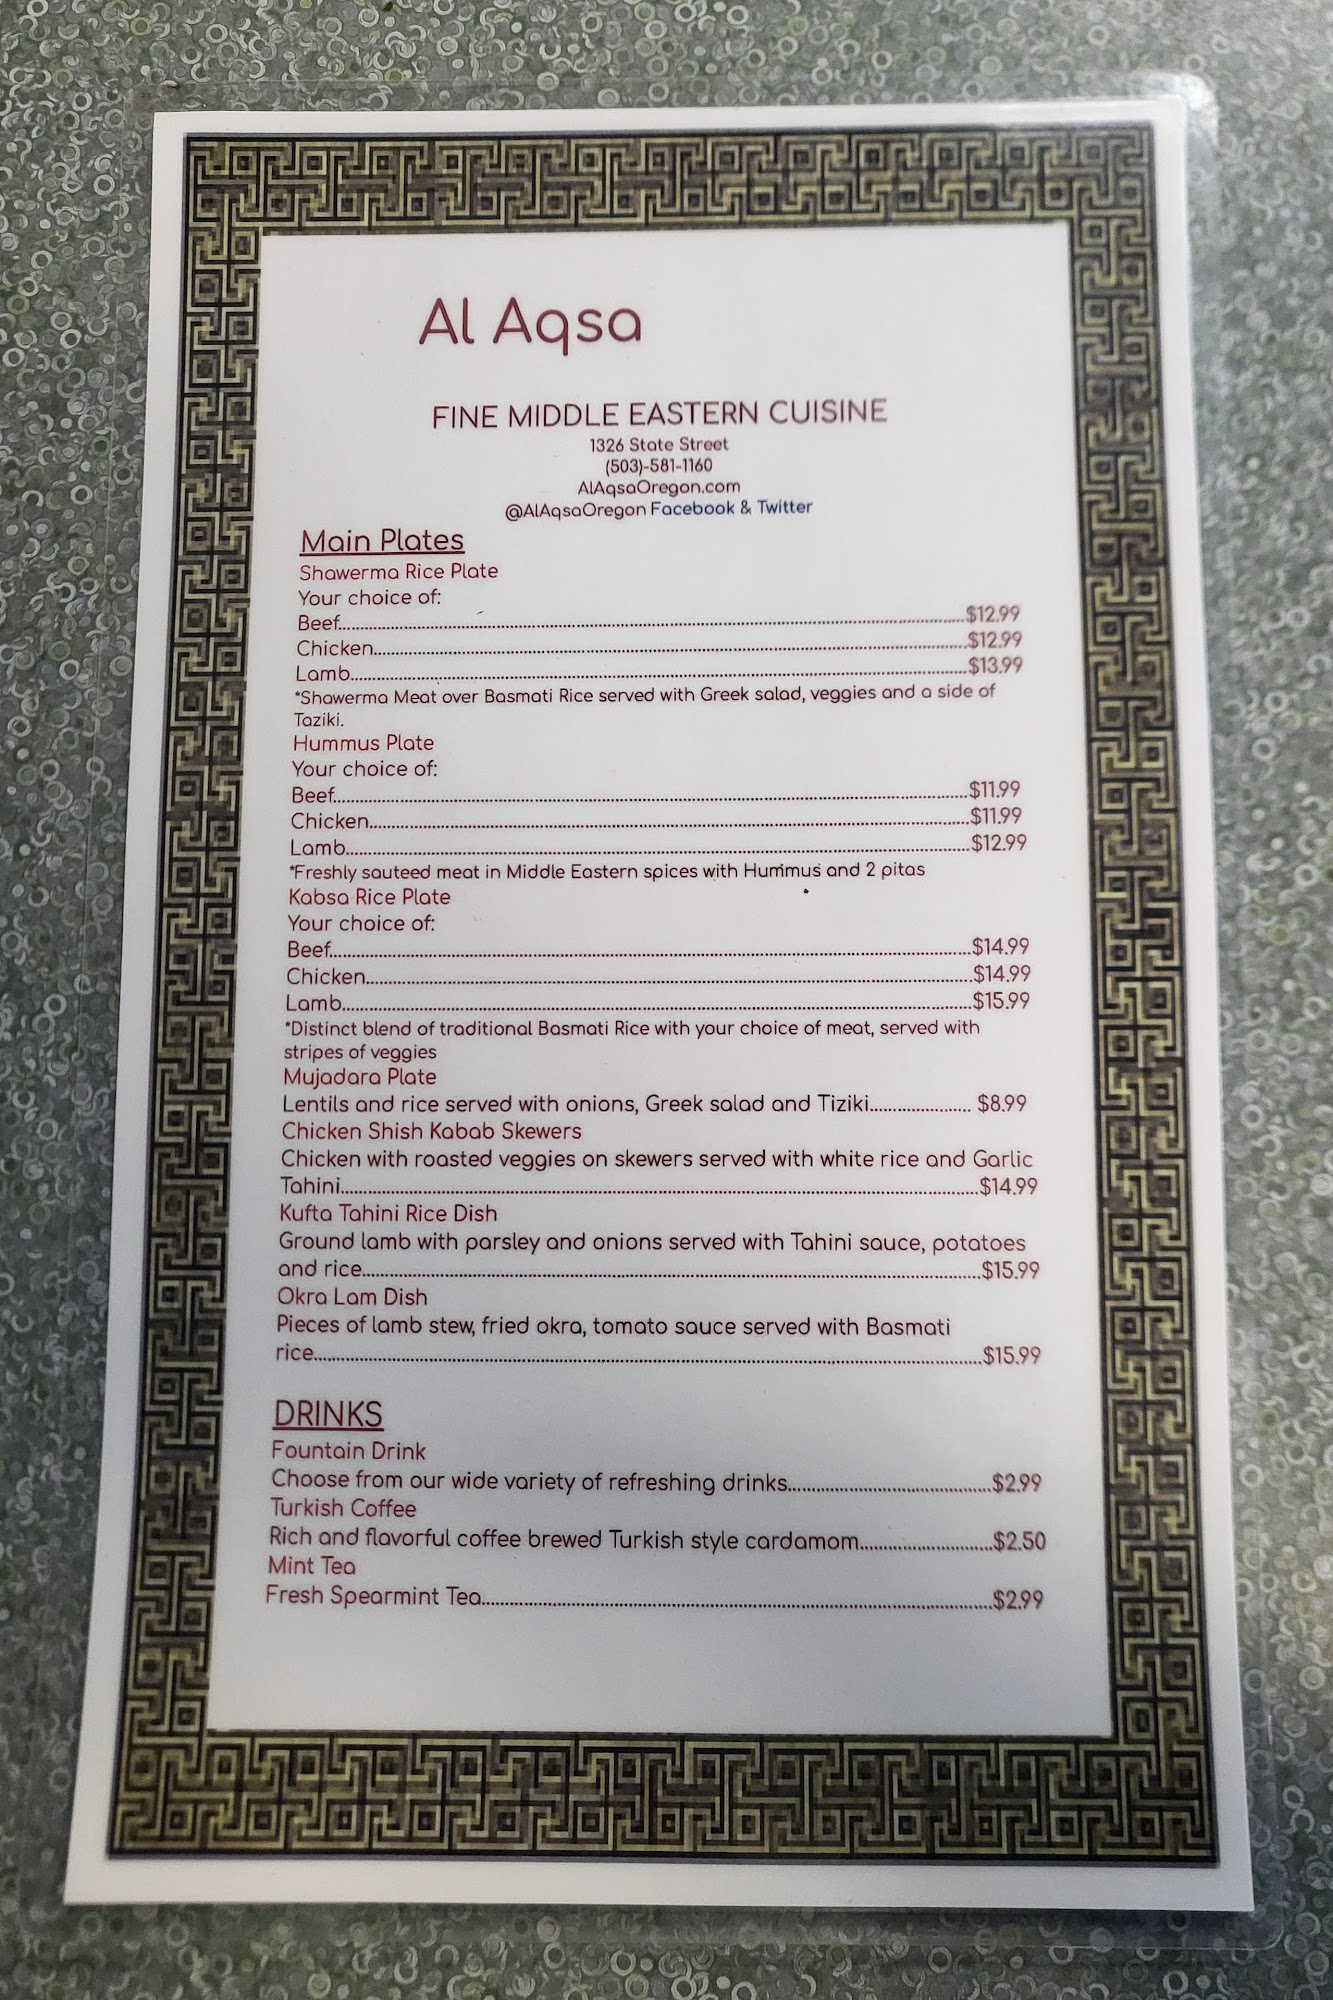 Al Aqsa
FINE MIDDLE EASTERN CUISINE
1326 State Street
(503)-581-1160
AlAqsaOregon.com
@AlAqsaOregon Facebook & Twitter
Main Plates
Shawerma Rice Plate
Your choice of:
Beef...............$12.99
Chicken...............$12.99
Lamb...............$13.99
*Shawerma Meat over Basmati Rice served with Greek salad, veggies and a side of
Taziki.
Hummus Plate
Your choice of:
Beef...............$11.99
Chicken...............$11.99
Lamb...............$12.99
*Freshly sauteed meat in Middle Eastern spices with Hummus and 2 pitas
Kabsa Rice Plate
Your choice of:
Beef...............$14.99
Chicken...............$14.99
Lamb...............$15.99
*Distinct blend of traditional Basmati Rice with your choice of meat, served with
stripes of veggies
Mujadara Plate
Lentils and rice served with onions, Greek salad and Tiziki............... $8.99
Chicken Shish Kabab Skewers
Chicken with roasted veggies on skewers served with white rice and Garlic
Tahini...............$14.99
Kufta Tahini Rice Dish
Ground lamb with parsley and onions served with Tahini sauce, potatoes
and rice...............$15.99
Okra Lam Dish
Pieces of lamb stew, fried okra, tomato sauce served with Basmati
rice...............$15.99
DRINKS
Fountain Drink
Choose from our wide variety of refreshing drinks...............$2.99
Turkish Coffee
Rich and flavorful coffee brewed Turkish style cardamom...............$2.50
Mint Tea
Fresh Spearmint Tea...............$2.99